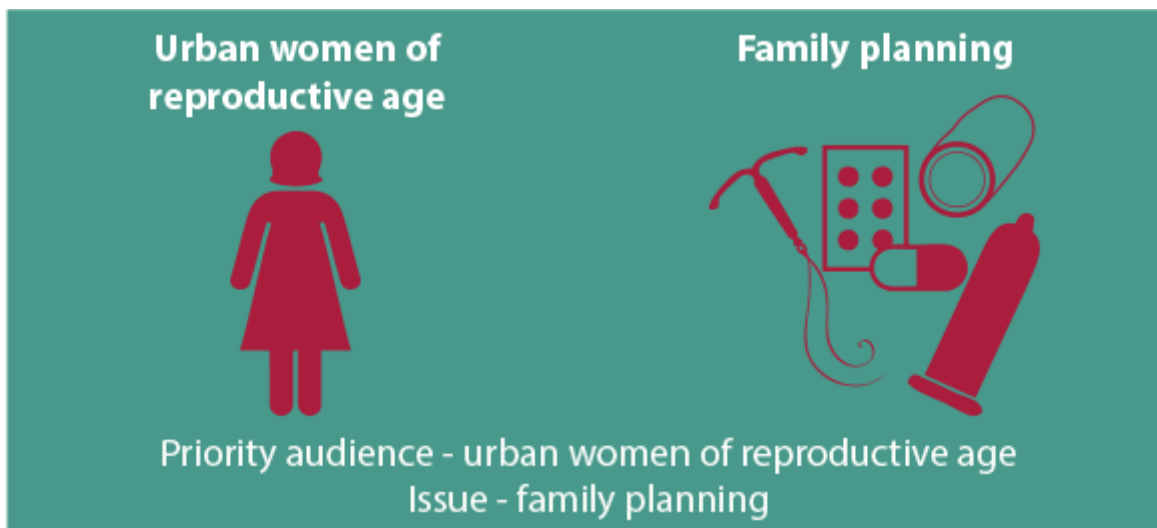 Urban women of
reproductive age
Family planning
Priority audience - urban women of reproductive age
Issue - family planning